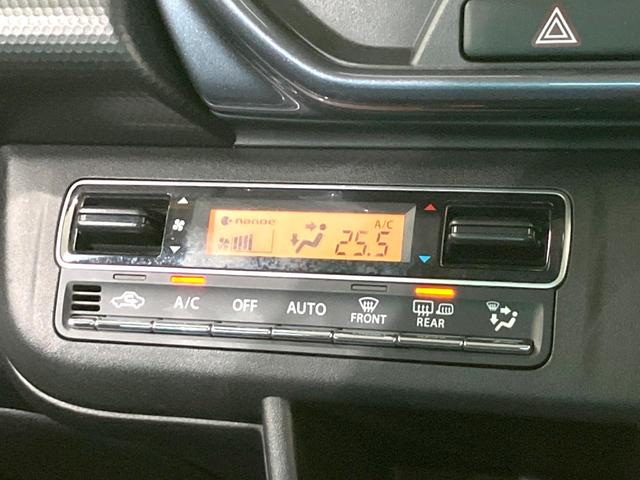 nanoe A/C
25.5
A/C OFF AUTO FRONT REAR